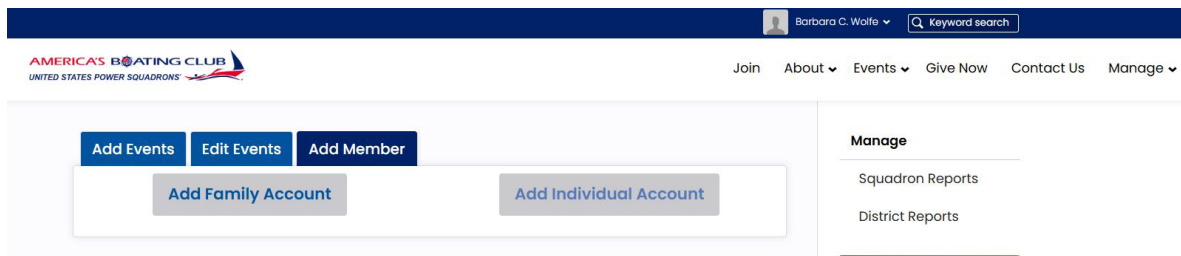 Barbara C. Wolfe
Keyword search
AMERICA'S BOATING CLUB
UNITED STATES POWER SQUADRONS
Join About Events Give Now Contact Us Manage
Add Events Edit Events Add Member
Manage
Add Family Account Add Individual Account
Squadron Reports
District Reports